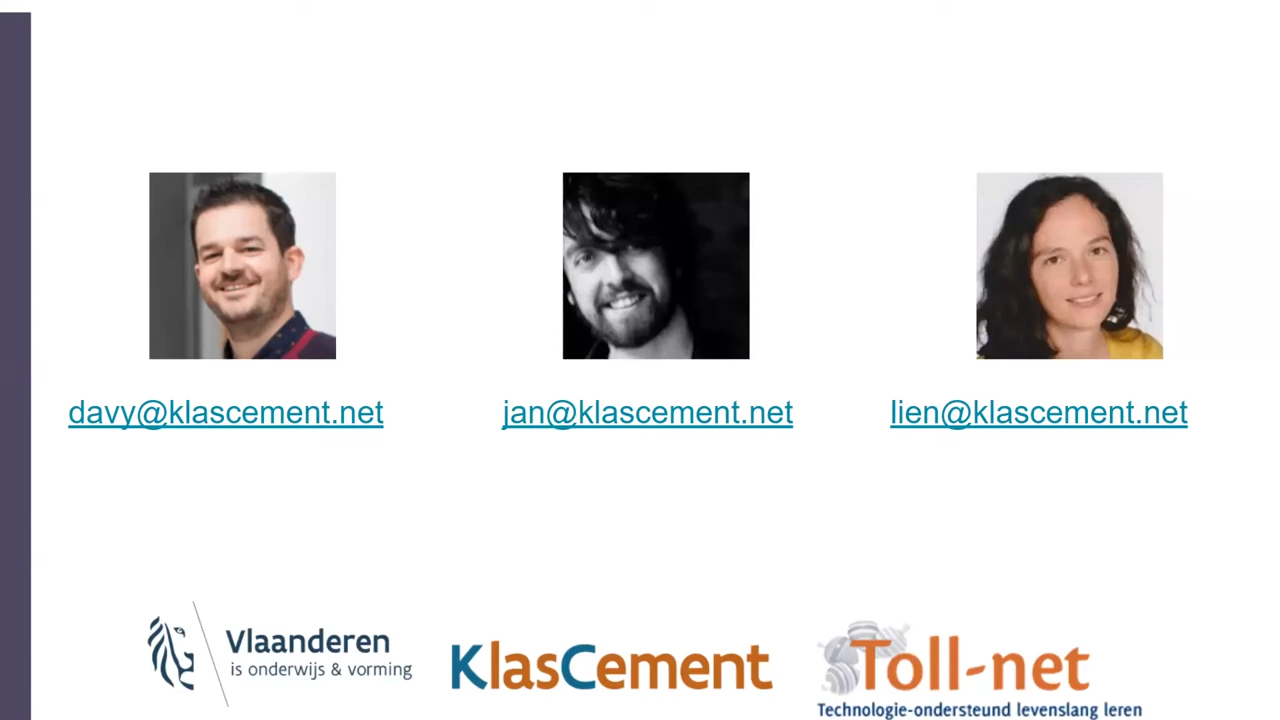 davy@klascement.net
jan@klascement.net
lien@klascement.net
Vlaanderen
is onderwijs & vorming
KlasCement
Toll-net
Technologie-ondersteund levenslang leren